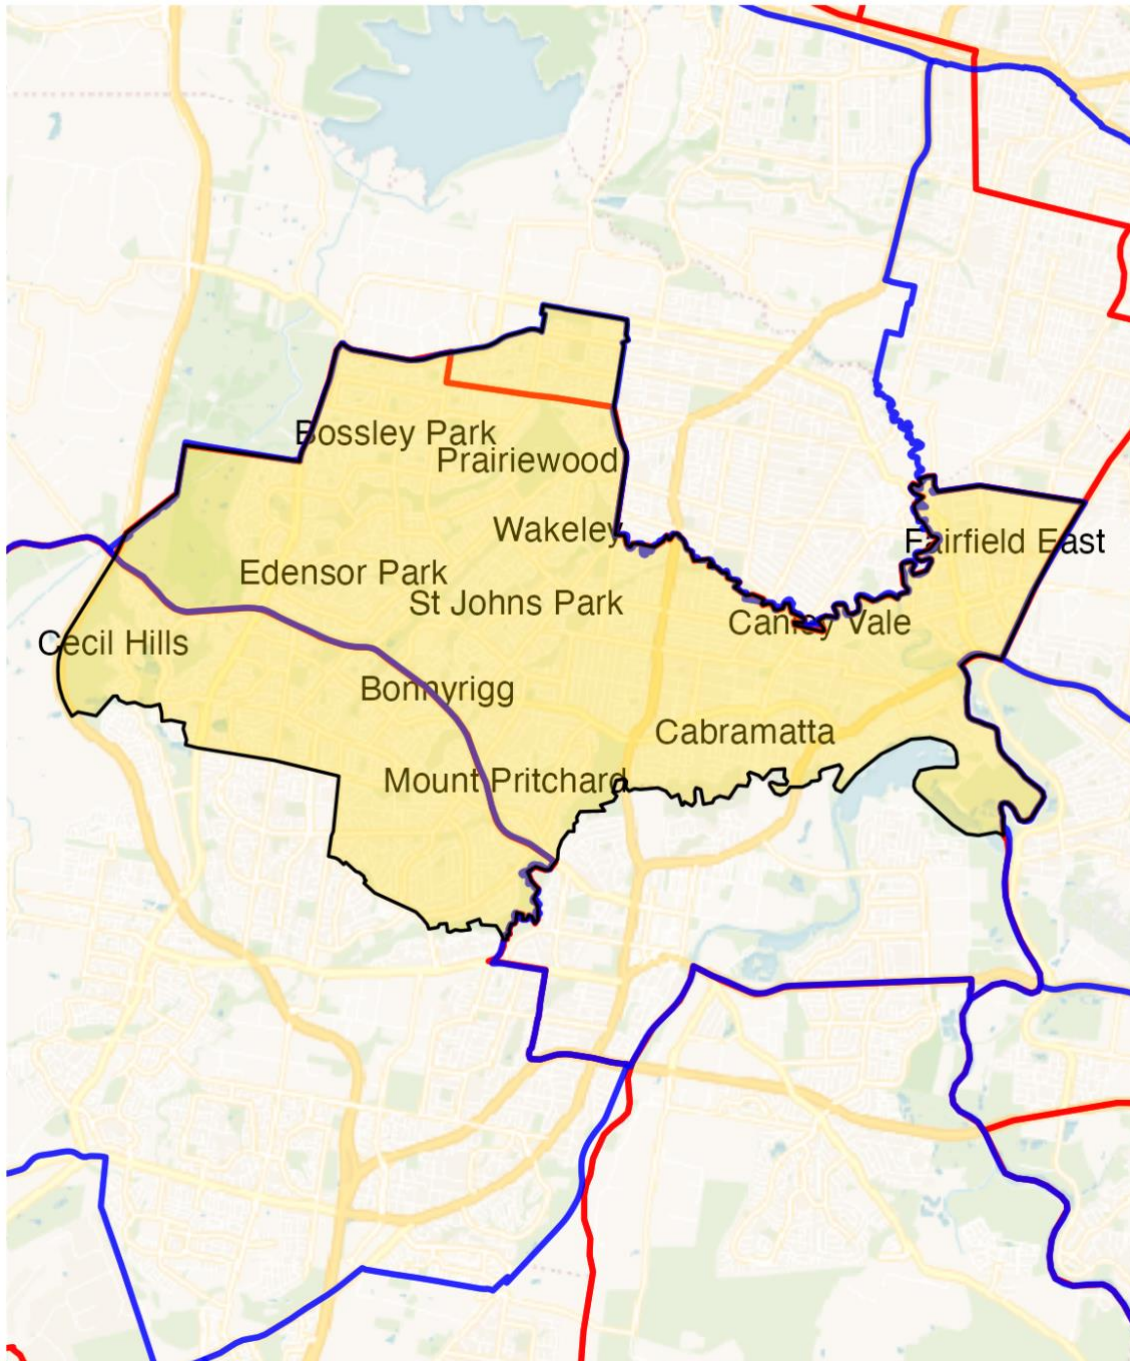 Bossley Park
Prairiewood
Wakeley
Fairfield East
Edensor Park
St Johns Park
Canley Vale
Cecil Hills
Bonnyrigg
Cabramatta
Mount Pritchard